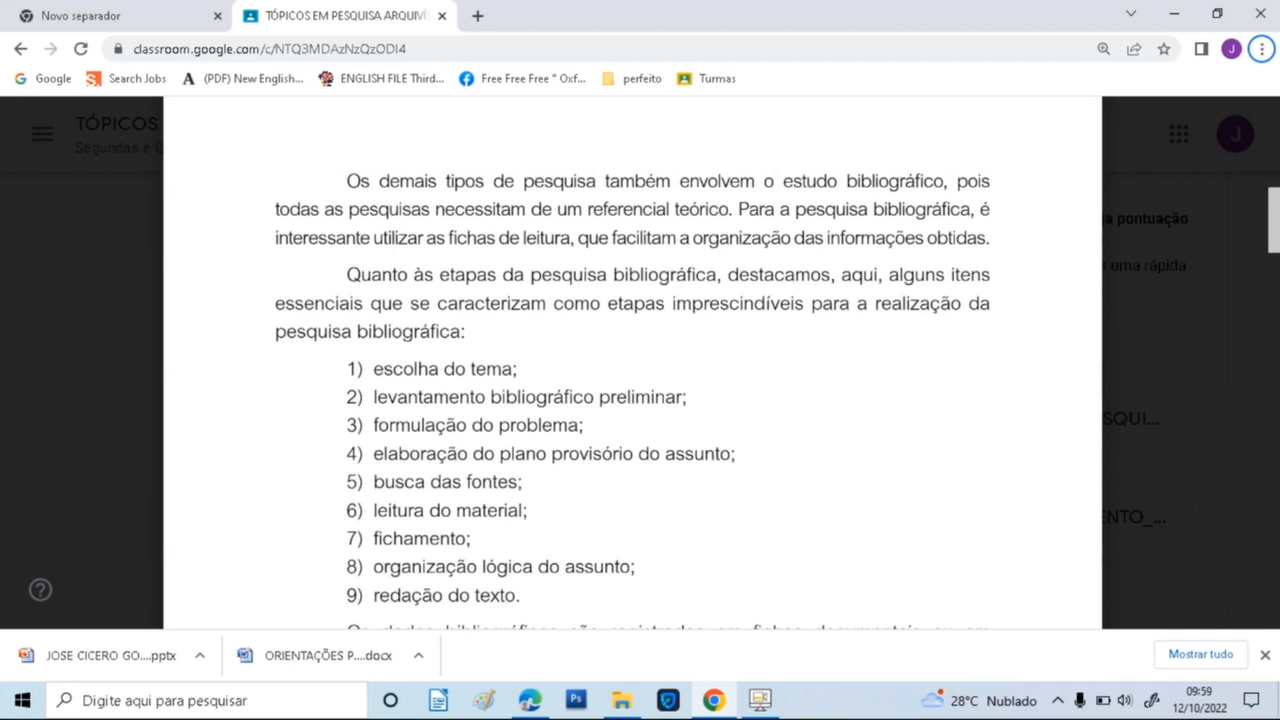 Novo separador
TÓPICOS EM PESQUISA ARQUIVÍS
classroom.google.com/c/NTQ3MDAzNzQzODI4
J
Google
Search Jobs
(PDF) New English...
ENGLISH FILE Third...
Free Free Free " Oxf...
perfeito
Turmas
TÓPICOS
Segundas e
J
Os demais tipos de pesquisa também envolvem o estudo bibliográfico, pois
todas as pesquisas necessitam de um referencial teórico. Para a pesquisa bibliográfica, é
interessante utilizar as fichas de leitura, que facilitam a organização das informações obtidas.
a pontuação
uma rápida
Quanto às etapas da pesquisa bibliográfica, destacamos, aqui, alguns itens
essenciais que se caracterizam como etapas imprescindíveis para a realização da
pesquisa bibliográfica:
1) escolha do tema;
2) levantamento bibliográfico preliminar;
3) formulação do problema;
4) elaboração do plano provisório do assunto;
5) busca das fontes;
6) leitura do material;
7) fichamento;
8) organização lógica do assunto;
9) redação do texto.
SQUI...
NTO_...
JOSE CICERO GO....pptx
ORIENTAÇÕES P....docx
Mostrar tudo
Digite aqui para pesquisar
Ps
28°C Nublado
09:59
12/10/2022